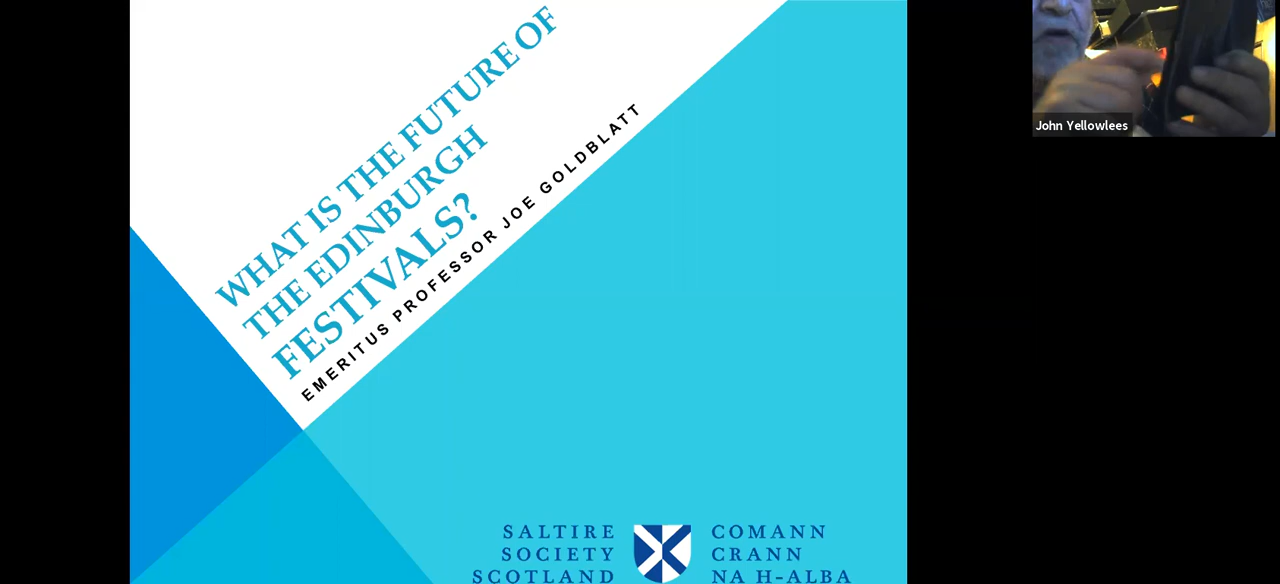 WHAT IS THE FUTURE OF
THE EDINBURGH
FESTIVALS?
EMERITUS PROFESSOR JOE GOLDBLATT
SALTIRE
SOCIETY
SCOTLAND
COMANN
CRANN
NA H-ALBA
John Yellowlees